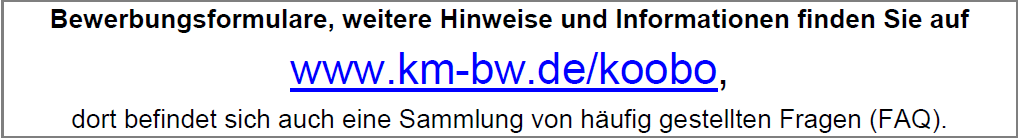 Bewerbungsformulare, weitere Hinweise und Informationen finden Sie auf
www.km-bw.de/koobo,
dort befindet sich auch eine Sammlung von häufig gestellten Fragen (FAQ).